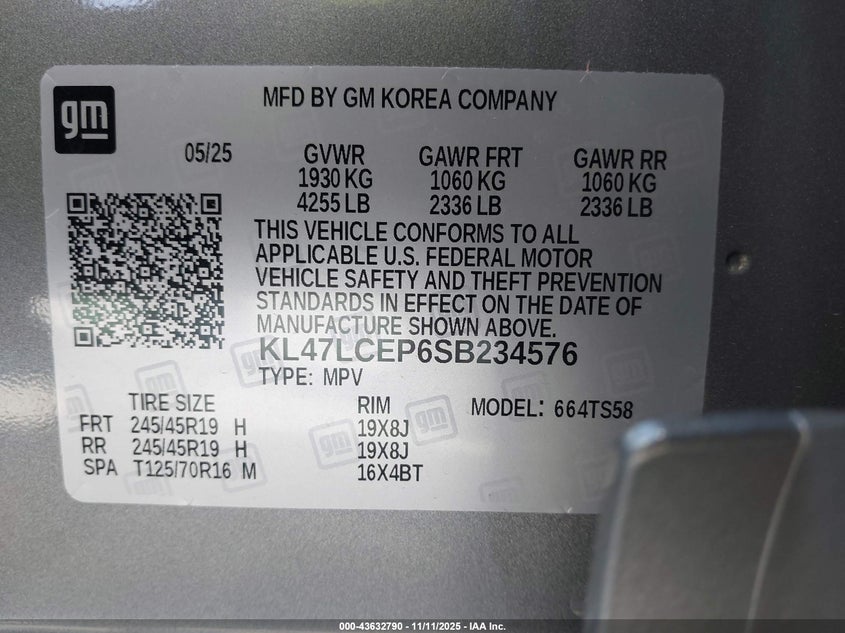 gm
MFD BY GM KOREA COMPANY
05/25 GVWR GAWR FRT GAWR RR
1930 KG 1060 KG 1060 KG
4255 LB 2336 LB 2336 LB
THIS VEHICLE CONFORMS TO ALL
APPLICABLE U.S. FEDERAL MOTOR
VEHICLE SAFETY AND THEFT PREVENTION
STANDARDS IN EFFECT ON THE DATE OF
MANUFACTURE SHOWN ABOVE.
KL47LCEP6SB234576
TYPE: MPV
TIRE SIZE RIM MODEL: 664TS58
FRT 245/45R19 H 19X8J
RR 245/45R19 H 19X8J
SPA T125/70R16 M 16X4BT
000-43632790 - 11/11/2025 - IAA Inc.